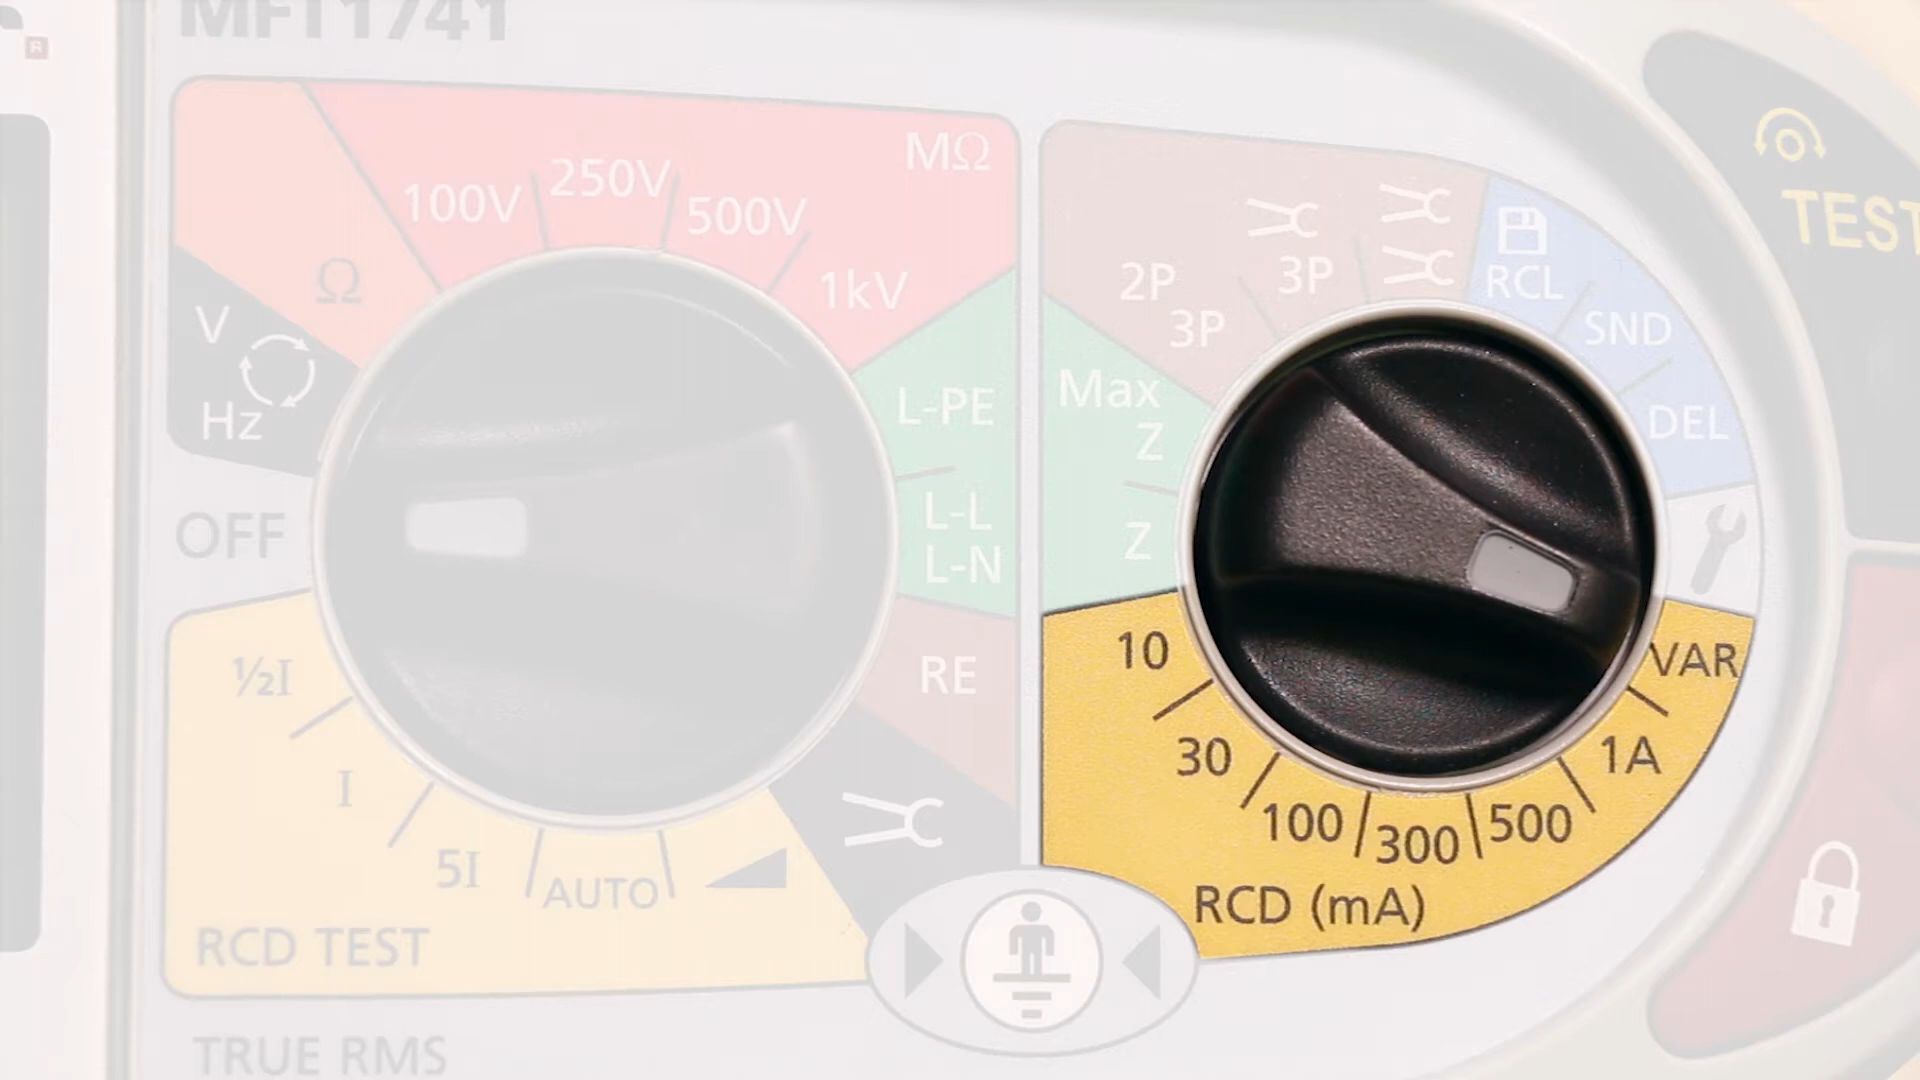 MFT1741
R
MΩ
100V
250V
500V
1kV
Ω
V
Hz
OFF
L-PE
L-L
L-N
RE
½I
I
5I
AUTO
RCD TEST
TRUE RMS
2P
3P
3P
RCL
SND
DEL
Max
Z
Z
VAR
10
30
100
300
500
1A
RCD (mA)
TEST